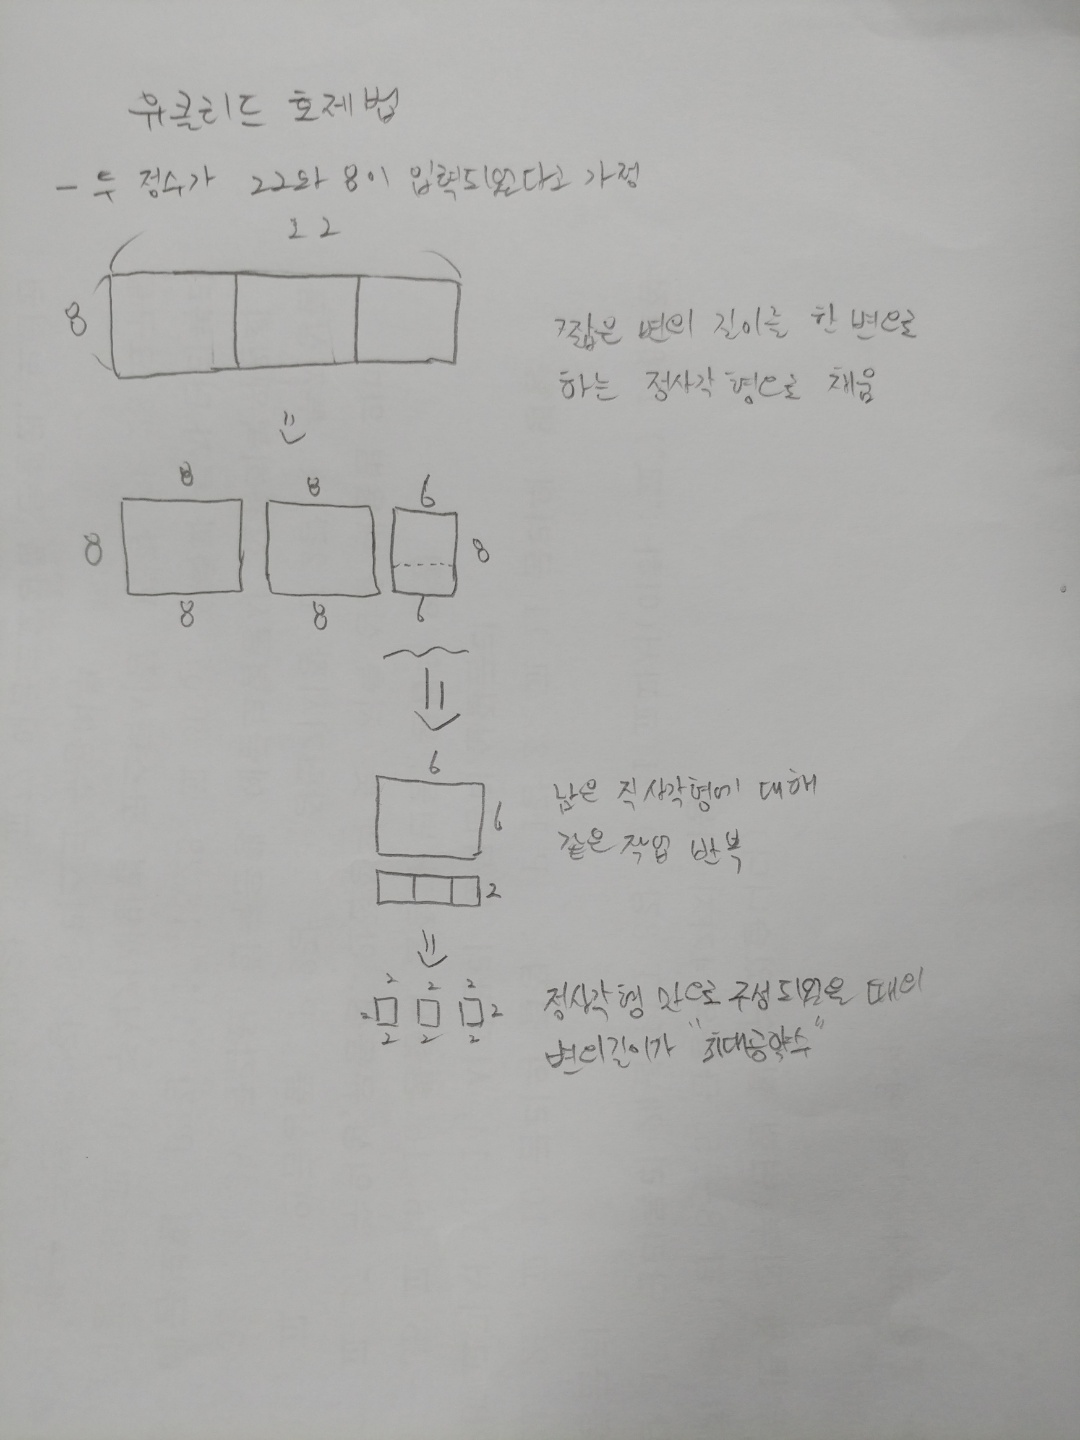 유클리드 호제법
- 두 정수가 22와 8이 입력되었다고 가정
22
8
짧은 변의 길이를 한 변으로
하는 정사각형으로 채움
8 8 6
8 8
8 8 6
6
6
남은 직사각형에 대해
같은 작업 반복
2
2 2 2
2 2
2 2 2
정사각형 만으로 구성되었을 때의
변의길이가 "최대공약수"